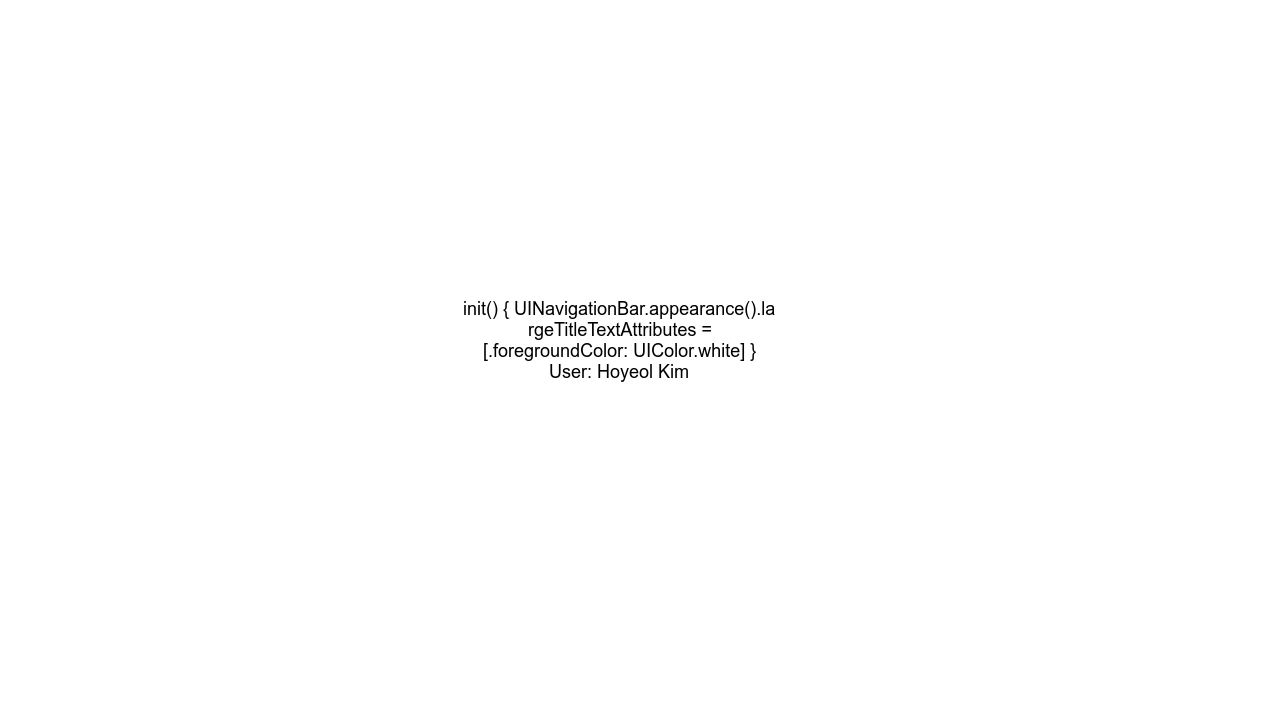 init() { UINavigationBar.appearance().la
rgeTitleTextAttributes =
[.foregroundColor: UIColor.white] }
User: Hoyeol Kim